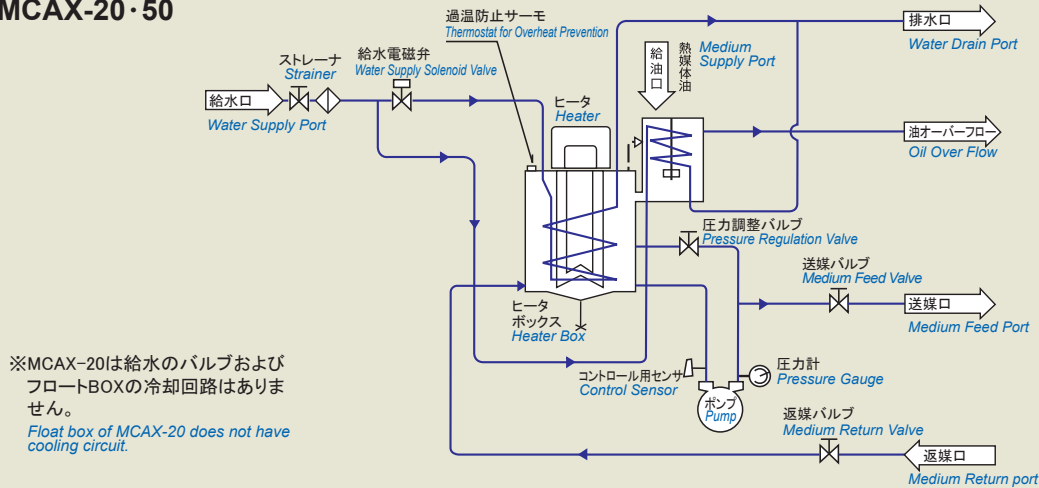 MCAX-20・50
過温防止サーモ
Thermostat for Overheat Prevention
ストレーナ
Strainer
給水電磁弁
Water Supply Solenoid Valve
給水口
Water Supply Port
ヒータ
Heater
給油口
熱媒体油
Medium
Supply Port
排水口
Water Drain Port
油オーバーフロー
Oil Over Flow
圧力調整バルブ
Pressure Regulation Valve
送媒バルブ
Medium Feed Valve
送媒口
Medium Feed Port
ヒータ
ボックス
Heater Box
コントロール用センサ
Control Sensor
圧力計
Pressure Gauge
ポンプ
Pump
返媒バルブ
Medium Return Valve
返媒口
Medium Return port
※MCAX-20は給水のバルブおよび
フロートBOXの冷却回路はありま
せん。
Float box of MCAX-20 does not have
cooling circuit.